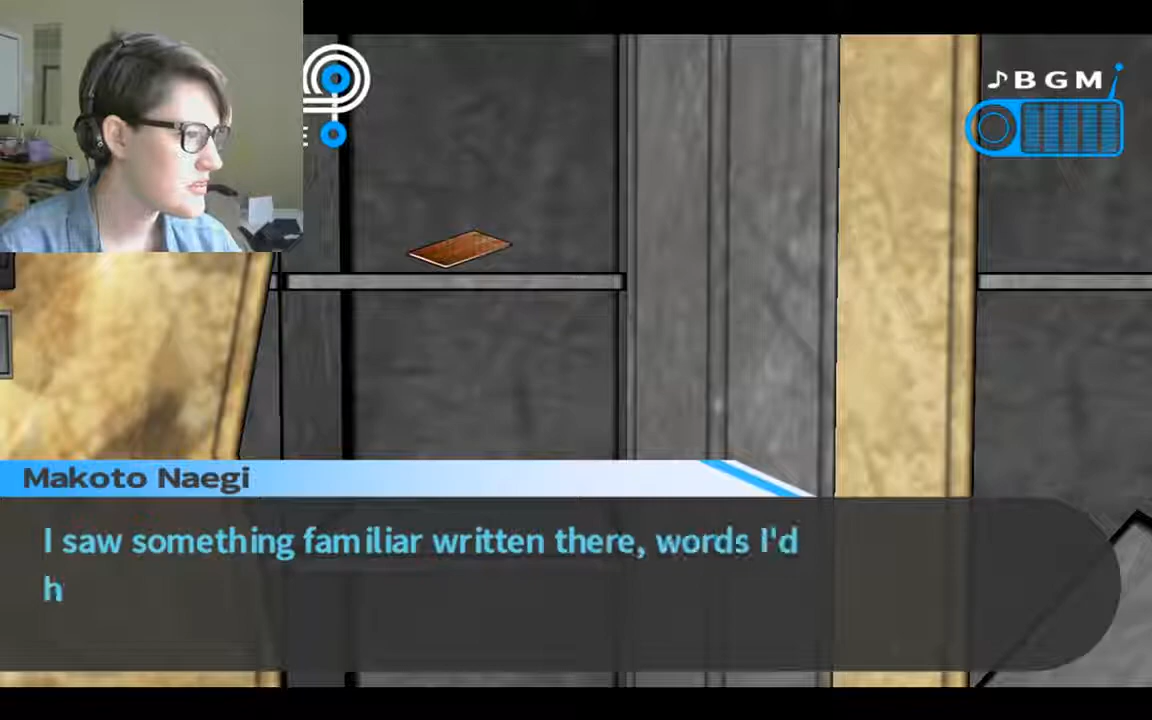 ♪BGM
E
Makoto Naegi
I saw something familiar written there, words I'd
h